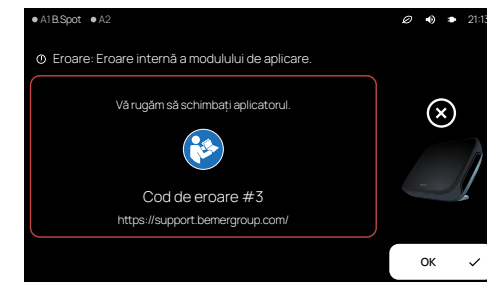 A1 B.Spot A2 21:13
Eroare: Eroare internă a modulului de aplicare.
Vă rugăm să schimbați aplicatorul.
Cod de eroare #3
https://support.bemergroup.com/
OK